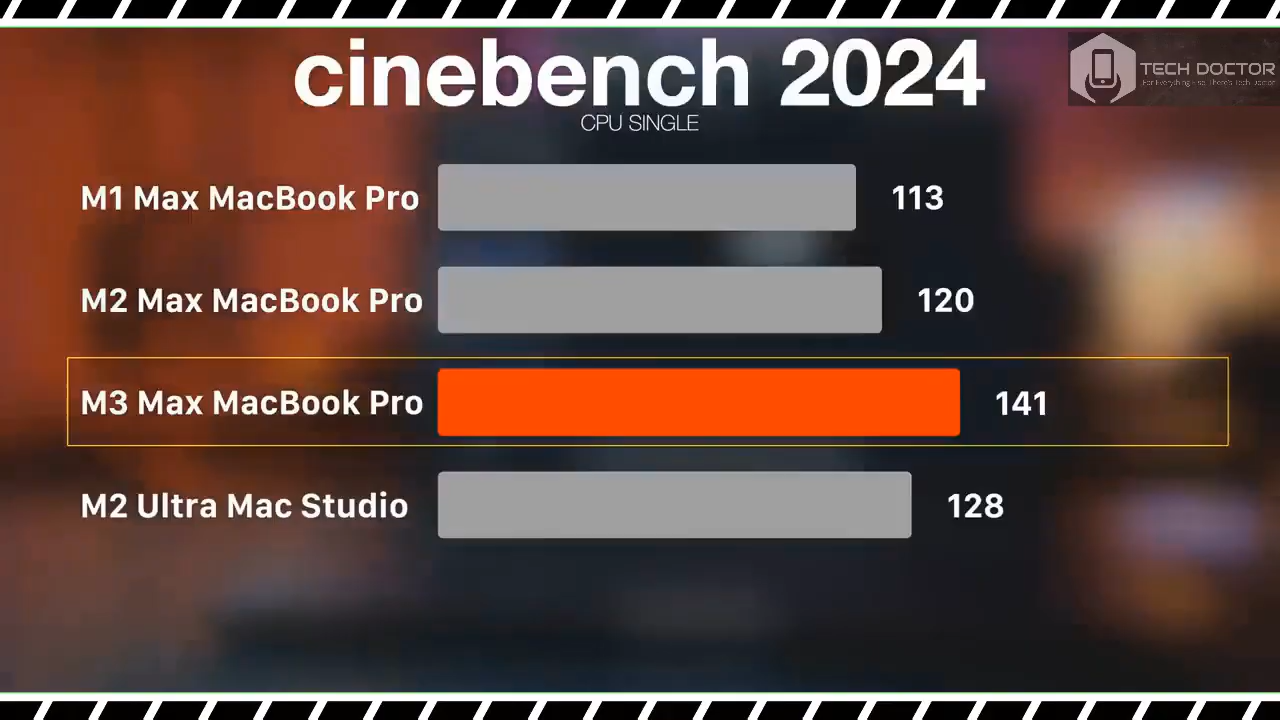 cinebench 2024
CPU SINGLE
TECH DOCTOR
M1 Max MacBook Pro 113
M2 Max MacBook Pro 120
M3 Max MacBook Pro 141
M2 Ultra Mac Studio 128